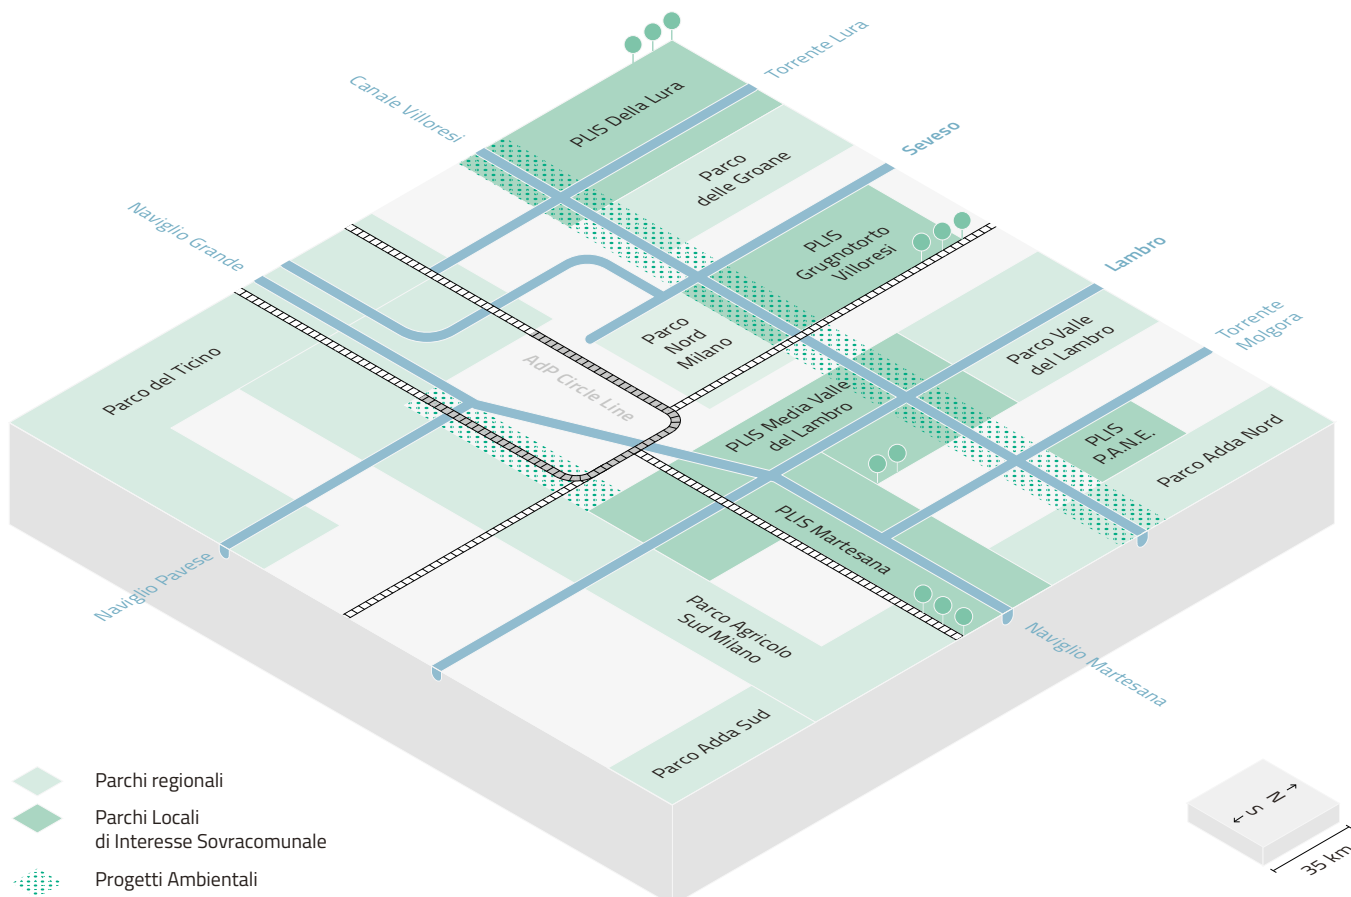 Torrente Lura
Canale Villoresi
PLIS Della Lura
Seveso
Parco
delle Groane
Naviglio Grande
PLIS
Grugnotorto
Villoresi
Lambro
Torrente
Molgora
Parco
Nord
Milano
Parco Valle
del Lambro
AdP Circle Line
Parco del Ticino
PLIS Media Valle
del Lambro
PLIS
P.A.N.E.
Parco Adda Nord
PLIS Martesana
Naviglio Pavese
Parco Agricolo
Sud Milano
Naviglio Martesana
Parco Adda Sud
Parchi regionali
Parchi Locali
di Interesse Sovracomunale
Progetti Ambientali
← S N →
35 km